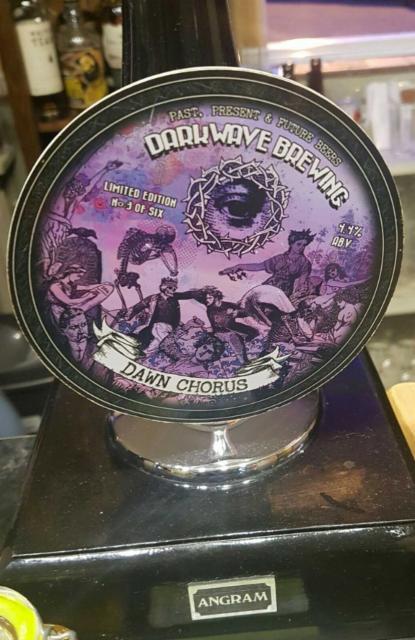 PAST, PRESENT & FUTURE BEERS
DARKWAVE BREWING
LIMITED EDITION
No 3 OF SIX
4.4%
ABV
DAWN CHORUS
ANGRAM